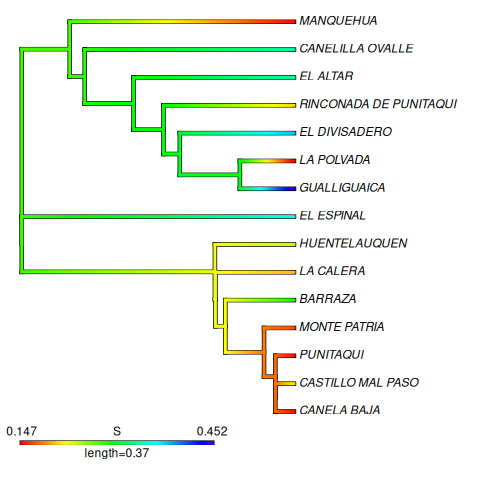 MANQUEHUA
CANELILLA OVALLE
EL ALTAR
RINCONADA DE PUNITAQUI
EL DIVISADERO
LA POLVADA
GUALLIGUAICA
EL ESPINAL
HUENTELAUQUEN
LA CALERA
BARRAZA
MONTE PATRIA
PUNITAQUI
CASTILLO MAL PASO
CANELA BAJA
0.147 S 0.452
length=0.37